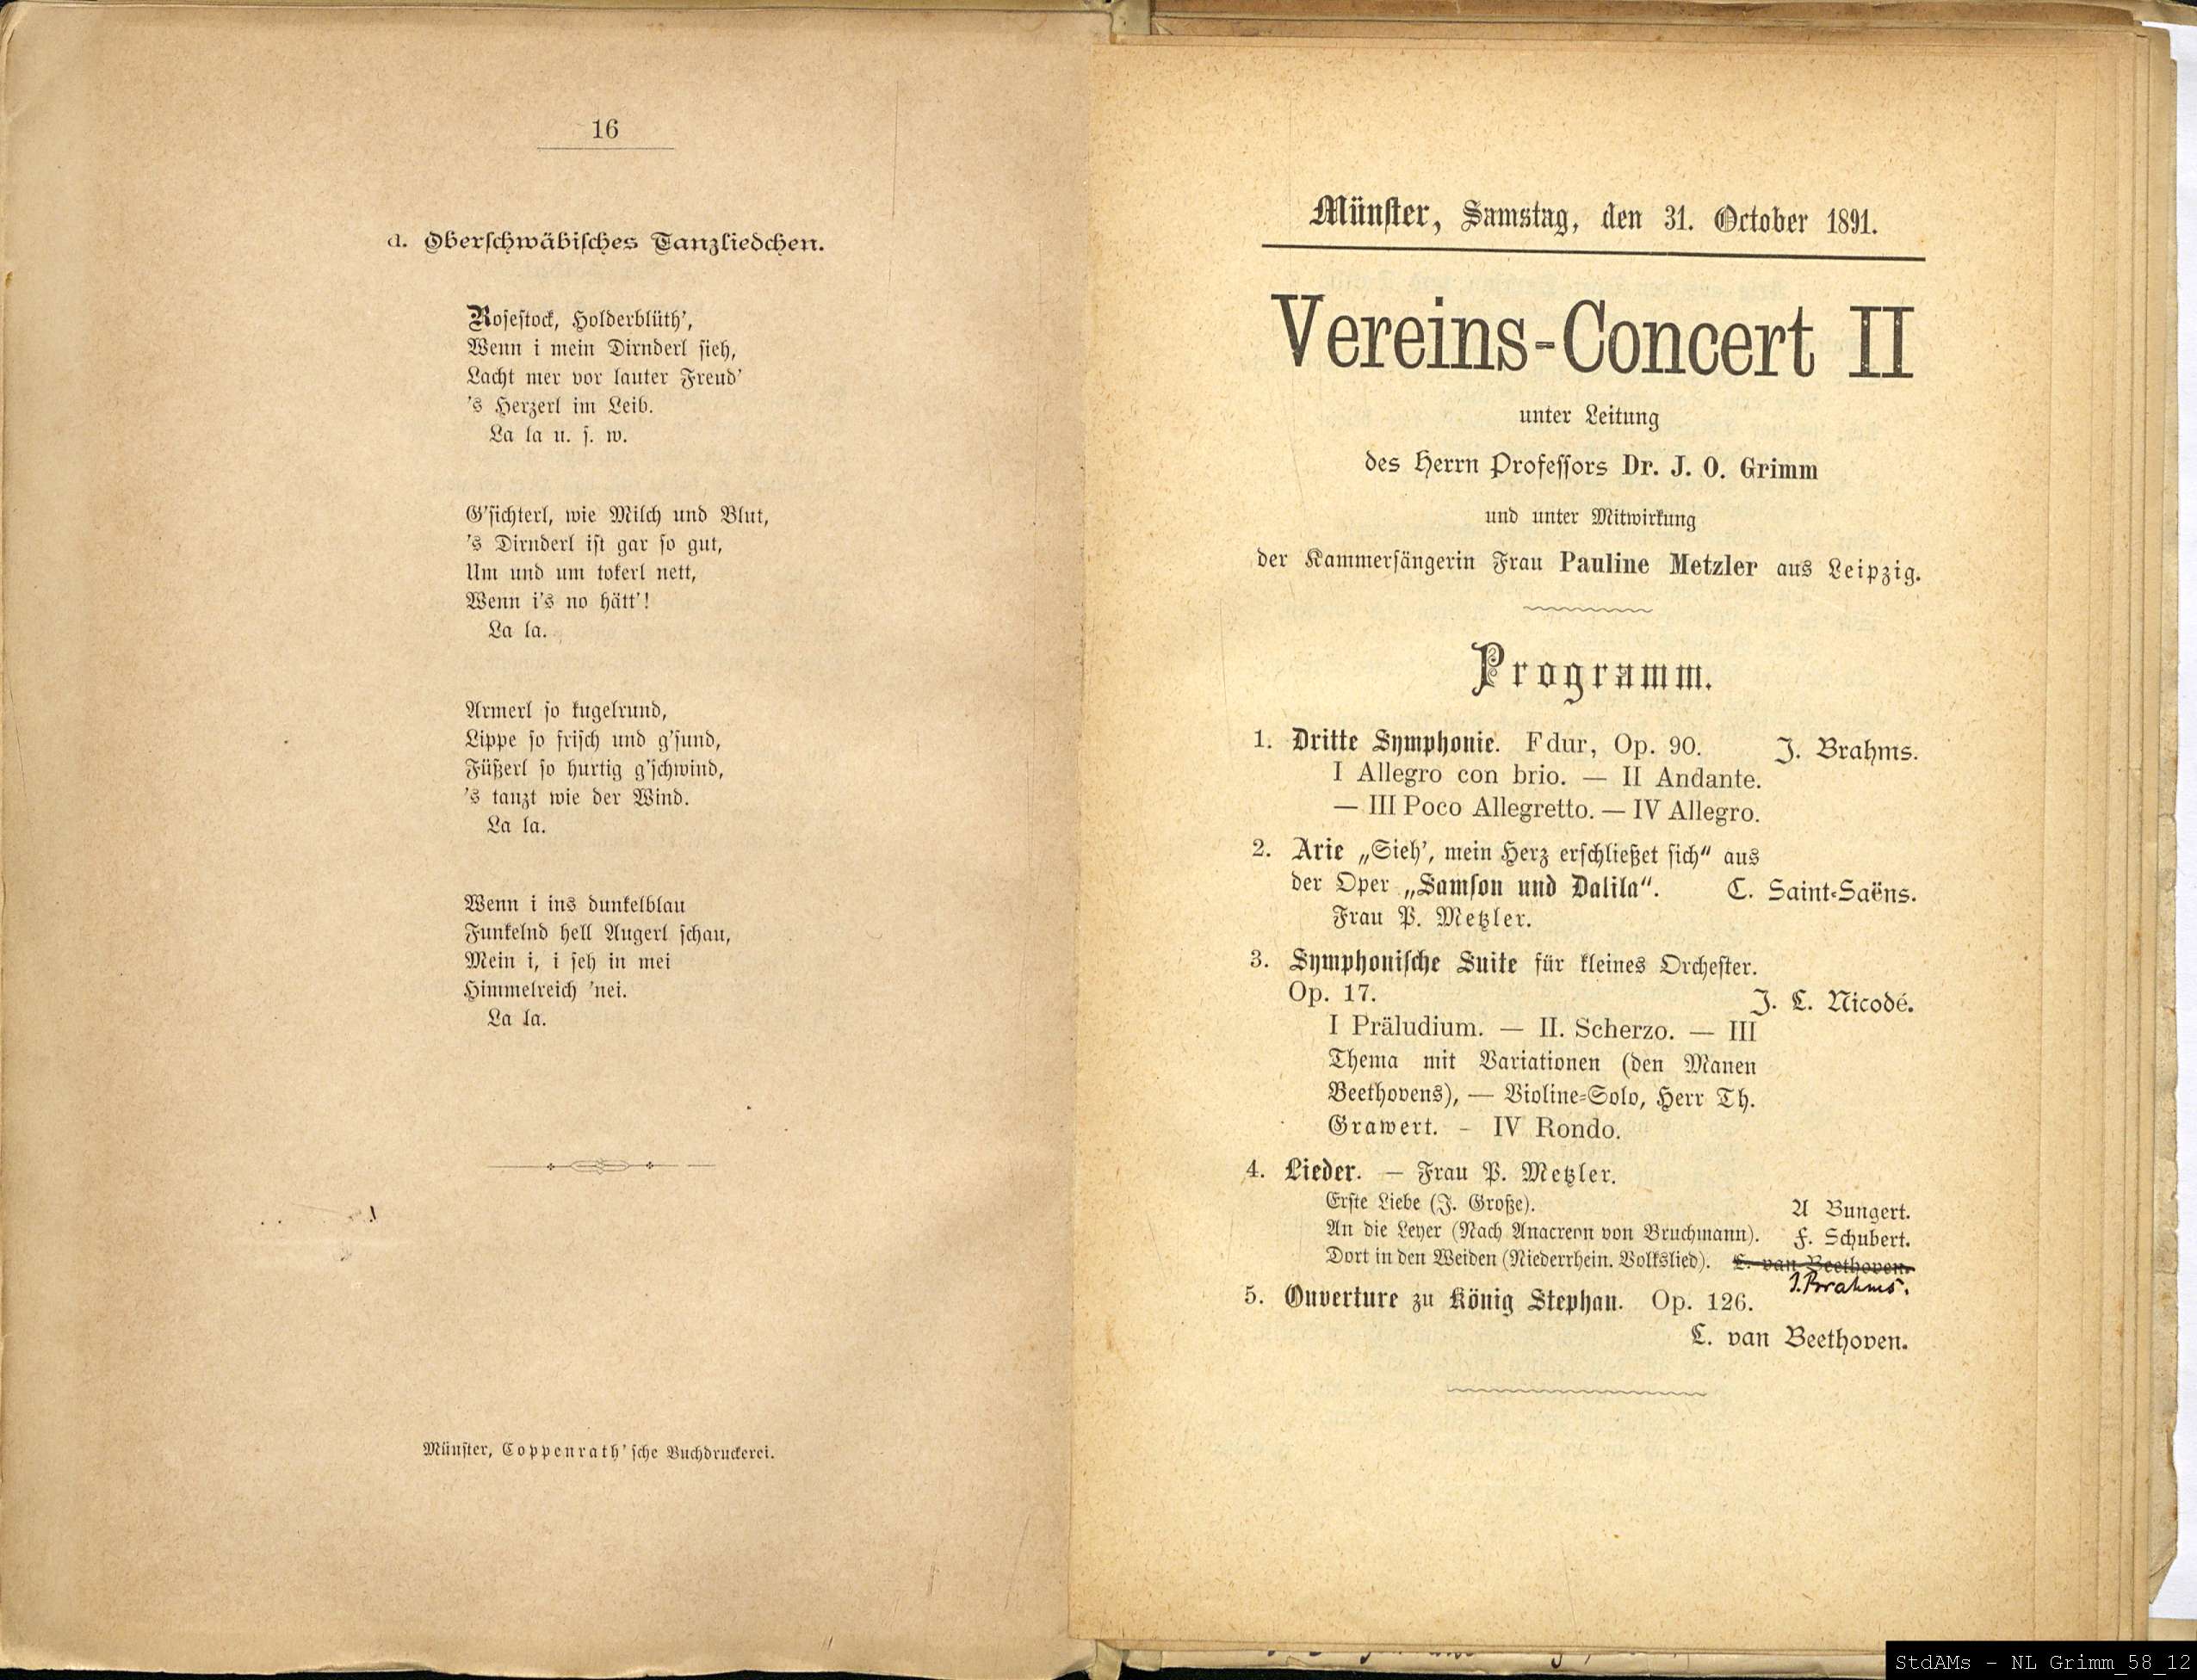 16
d. Oberschwäbisches Tanzliedchen.
Rosestock, Holderblüth',
Wenn i mein Dirnderl sieh,
Lacht mer vor lauter Freud'
's Herzerl im Leib.
La la u. s. w.
G'sichterl, wie Milch und Blut,
's Dirnderl ist gar so gut,
Um und um tokerl nett,
Wenn i's no hätt'!
La la.
Armerl so kugelrund,
Lippe so frisch und g'sund,
Füßerl so hurtig g'schwind,
's tanzt wie der Wind.
La la.
Wenn i ins dunkelblau
Funkelnd hell Augerl schau,
Mein i, i seh in mei
Himmelreich 'nei.
La la.
Münster, Coppenrath'sche Buchdruckerei.
Münster, Samstag, den 31. October 1891.
Vereins-Concert II
unter Leitung
des Herrn Professors Dr. J. O. Grimm
und unter Mitwirkung
der Kammersängerin Frau Pauline Metzler aus Leipzig.
Programm.
1. Dritte Symphonie. F dur, Op. 90. J. Brahms.
I Allegro con brio. — II Andante.
— III Poco Allegretto. — IV Allegro.
2. Arie „Sieh', mein Herz erschließet sich" aus
der Oper „Samson und Dalila". C. Saint-Saëns.
Frau P. Metzler.
3. Symphonische Suite für kleines Orchester.
Op. 17. J. L. Nicodé.
I Präludium. — II. Scherzo. — III
Thema mit Variationen (den Manen
Beethovens), — Violine-Solo, Herr Th.
Grawert. - IV Rondo.
4. Lieder. — Frau P. Metzler.
Erste Liebe (J. Große). A Bungert.
An die Leyer (Nach Anacreon von Bruchmann). F. Schubert.
Dort in den Weiden (Niederrhein. Volkslied). L. van Beethoven.
J. Brahms.
5. Ouverture zu König Stephan. Op. 126.
L. van Beethoven.
StdAMs - NL Grimm_58_12